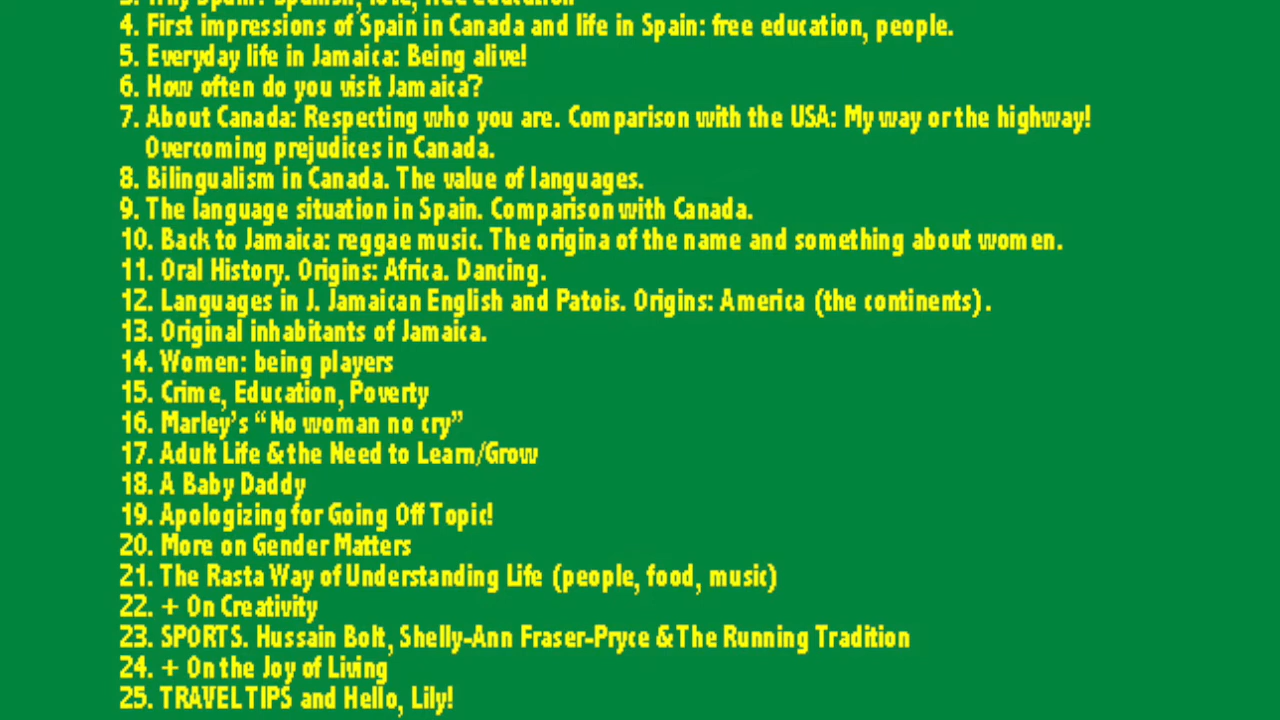 3. Why Spain? Spanish, love, free education
4. First impressions of Spain in Canada and life in Spain: free education, people.
5. Everyday life in Jamaica: Being alive!
6. How often do you visit Jamaica?
7. About Canada: Respecting who you are. Comparison with the USA: My way or the highway!
Overcoming prejudices in Canada.
8. Bilingualism in Canada. The value of languages.
9. The language situation in Spain. Comparison with Canada.
10. Back to Jamaica: reggae music. The origina of the name and something about women.
11. Oral History. Origins: Africa. Dancing.
12. Languages in J. Jamaican English and Patois. Origins: America (the continents).
13. Original inhabitants of Jamaica.
14. Women: being players
15. Crime, Education, Poverty
16. Marley's “No woman no cry”
17. Adult Life & the Need to Learn/Grow
18. A Baby Daddy
19. Apologizing for Going Off Topic!
20. More on Gender Matters
21. The Rasta Way of Understanding Life (people, food, music)
22. + On Creativity
23. SPORTS. Hussain Bolt, Shelly-Ann Fraser-Pryce & The Running Tradition
24. + On the Joy of Living
25. TRAVEL TIPS and Hello, Lily!